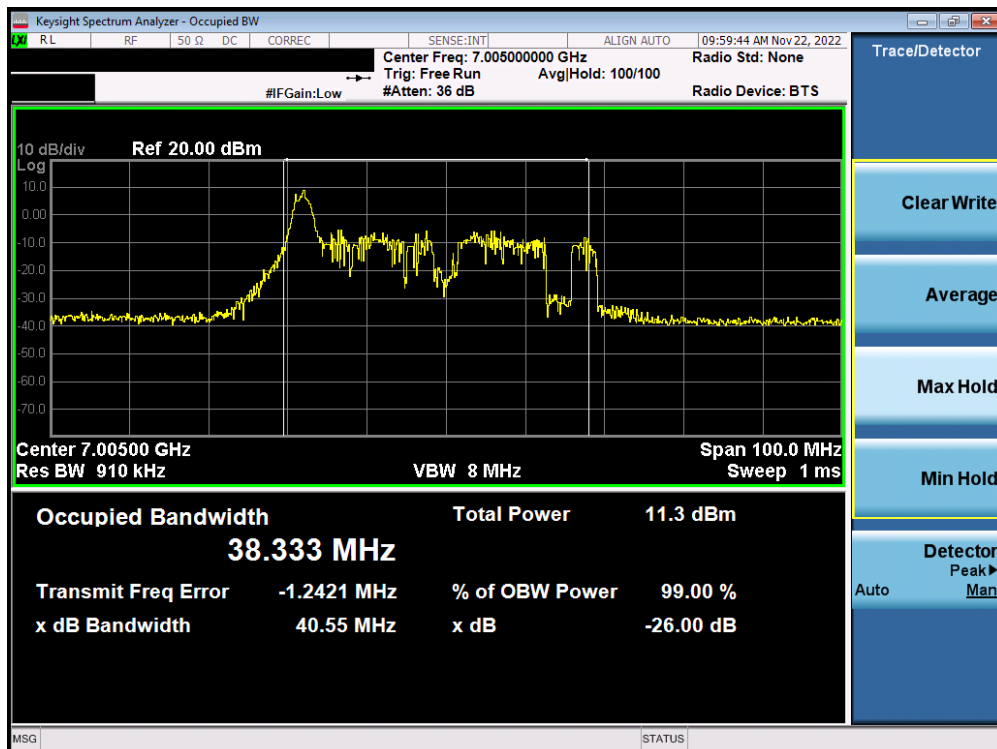 Keysight Spectrum Analyzer - Occupied BW
LXI RL RF 50 Ω DC CORREC SENSE:INT ALIGN AUTO 09:59:44 AM Nov 22, 2022
Center Freq: 7.005000000 GHz Radio Std: None
Trig: Free Run Avg|Hold: 100/100
#IFGain:Low #Atten: 36 dB Radio Device: BTS
Trace/Detector
10 dB/div Ref 20.00 dBm
Log
10.0
0.00
-10.0
-20.0
-30.0
-40.0
-50.0
-60.0
-70.0
Center 7.00500 GHz Span 100.0 MHz
Res BW 910 kHz VBW 8 MHz Sweep 1 ms
Occupied Bandwidth Total Power 11.3 dBm
38.333 MHz
Transmit Freq Error -1.2421 MHz % of OBW Power 99.00 %
x dB Bandwidth 40.55 MHz x dB -26.00 dB
Clear Write
Average
Max Hold
Min Hold
Detector
Peak▶
Auto Man
MSG STATUS